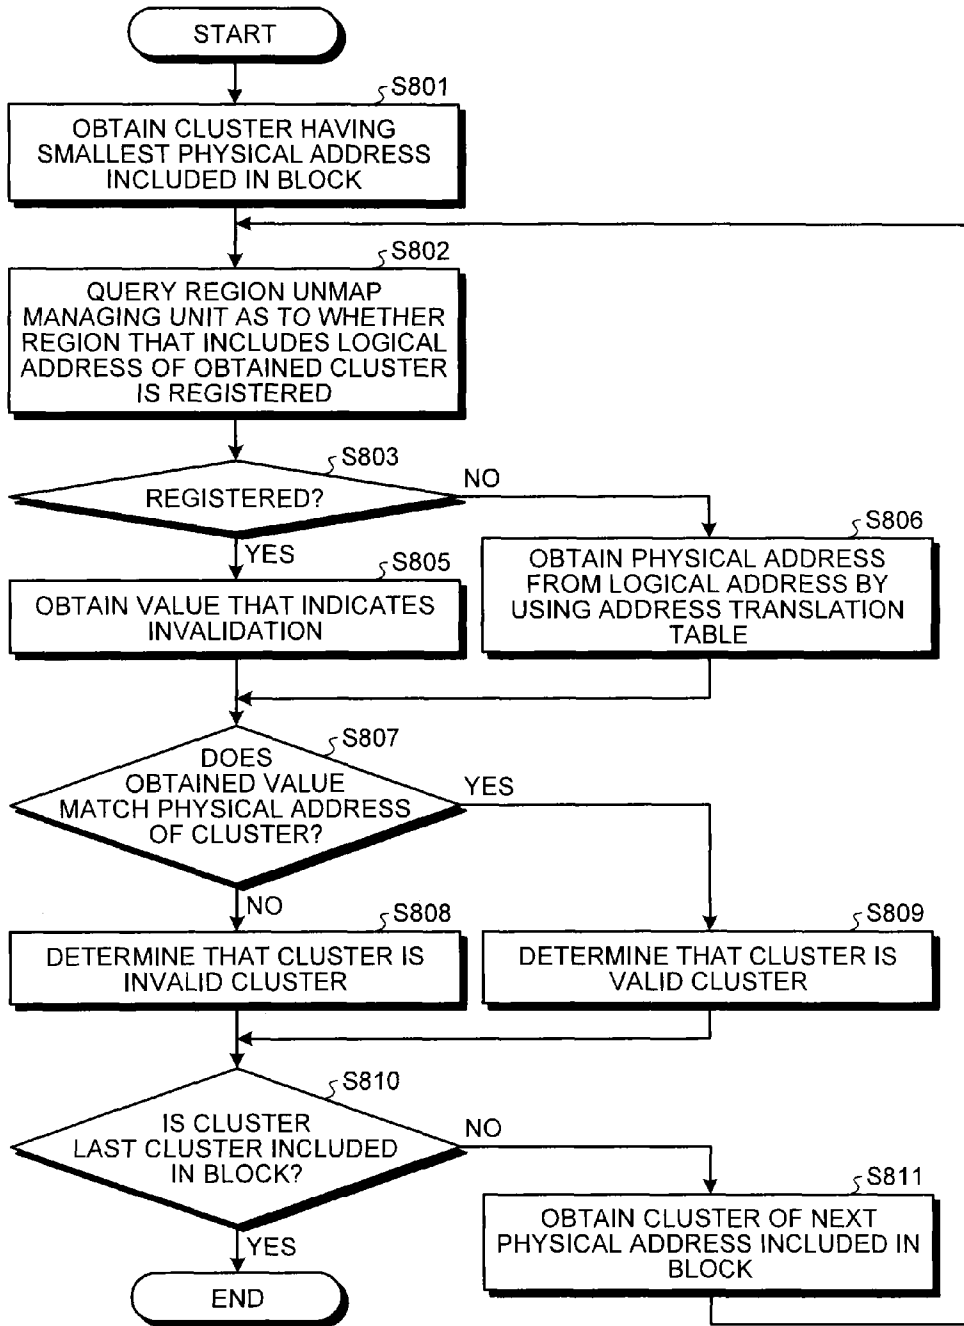 START
S801
OBTAIN CLUSTER HAVING
SMALLEST PHYSICAL ADDRESS
INCLUDED IN BLOCK
S802
QUERY REGION UNMAP
MANAGING UNIT AS TO WHETHER
REGION THAT INCLUDES LOGICAL
ADDRESS OF OBTAINED CLUSTER
IS REGISTERED
S803
REGISTERED?
NO
YES
S805
OBTAIN VALUE THAT INDICATES
INVALIDATION
S806
OBTAIN PHYSICAL ADDRESS
FROM LOGICAL ADDRESS BY
USING ADDRESS TRANSLATION
TABLE
S807
DOES
OBTAINED VALUE
MATCH PHYSICAL ADDRESS
OF CLUSTER?
YES
NO
S808
DETERMINE THAT CLUSTER IS
INVALID CLUSTER
S809
DETERMINE THAT CLUSTER IS
VALID CLUSTER
S810
IS CLUSTER
LAST CLUSTER INCLUDED
IN BLOCK?
NO
YES
S811
OBTAIN CLUSTER OF NEXT
PHYSICAL ADDRESS INCLUDED IN
BLOCK
END